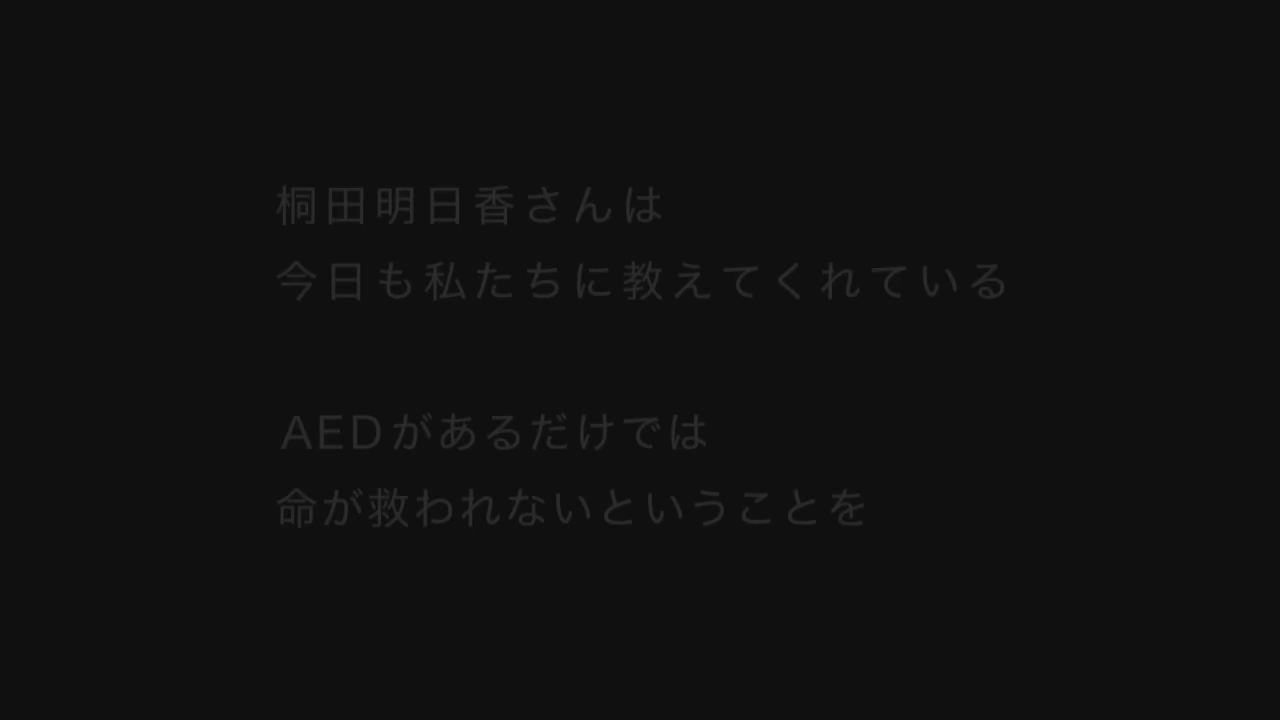 桐田明日香さんは
今日も私たちに教えてくれている
AEDがあるだけでは
命が救われないということを